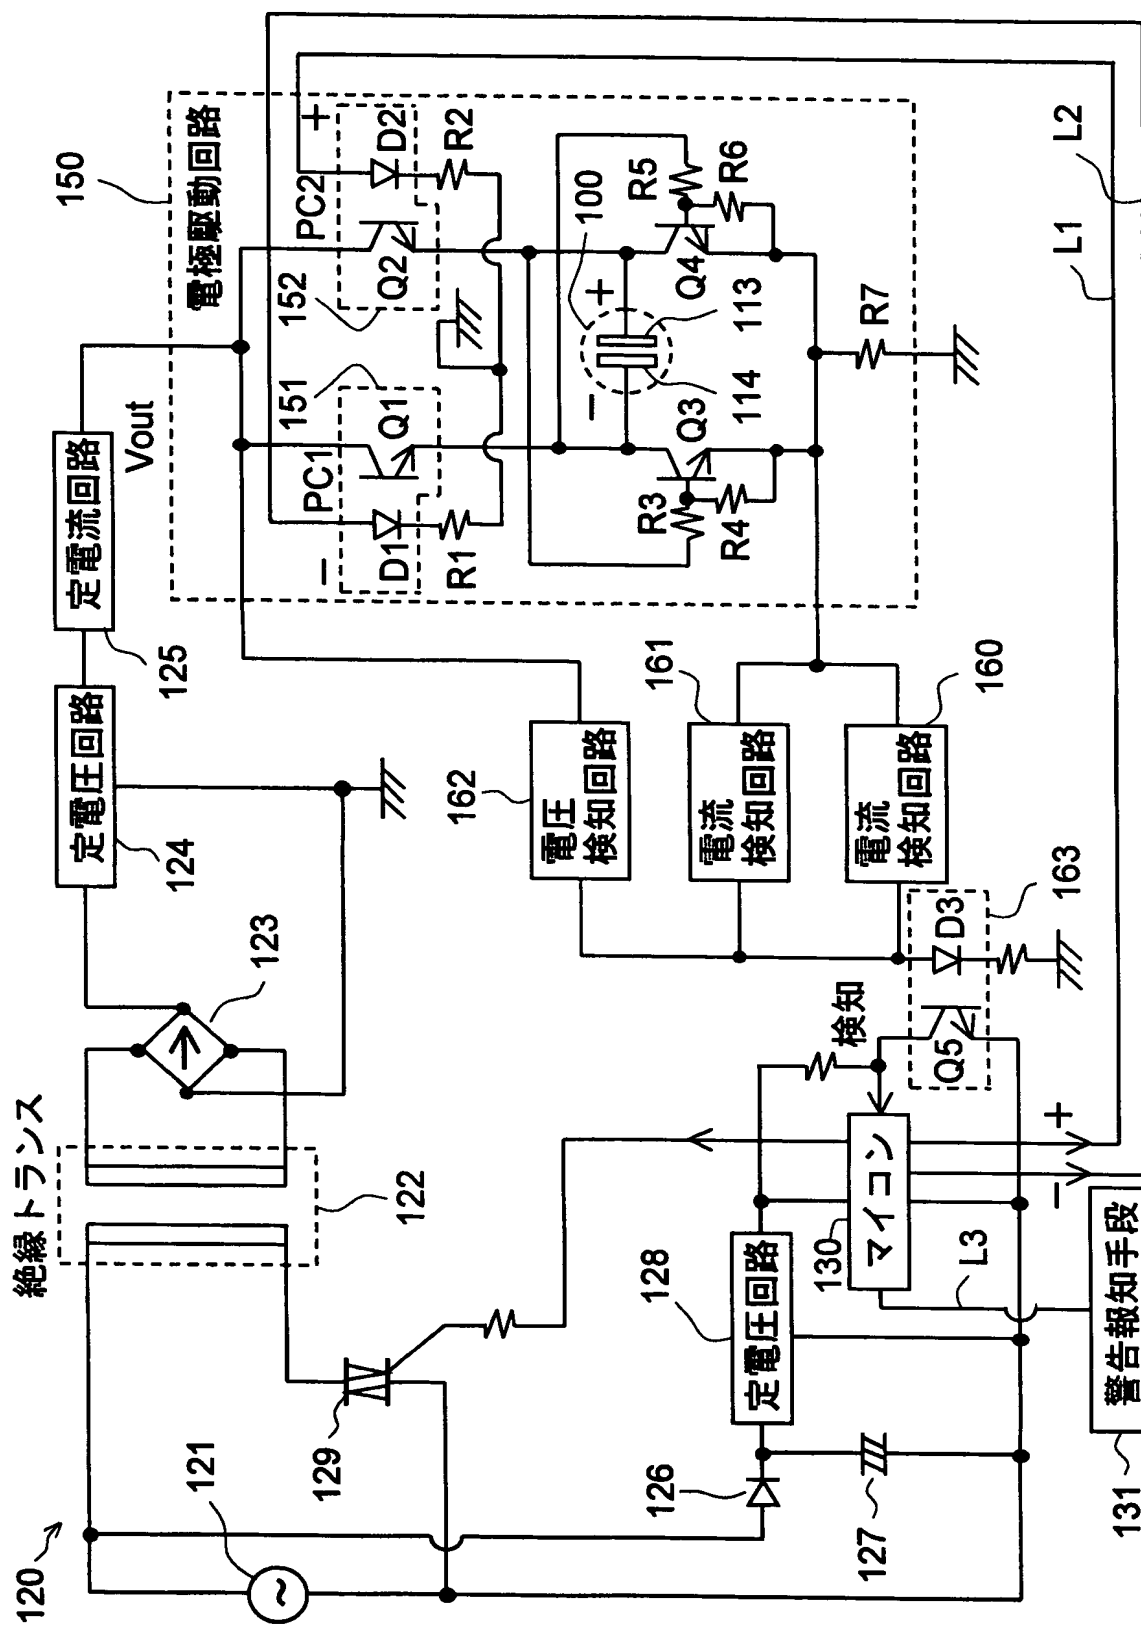 120
121
絶縁トランス
122
123
定電圧回路
124
定電流回路
125
Vout
電極駆動回路
150
129
−
PC1
D1
Q1
151
R1
PC2
+
D2
Q2
152
R2
R3
R4
Q3
−
+
100
114
113
Q4
R5
R6
R7
126
127
定電圧回路
128
マイコン
130
検知
電圧
検知回路
162
電流
検知回路
161
電流
検知回路
160
Q5
D3
163
−
+
L3
L1
L2
警告報知手段
131